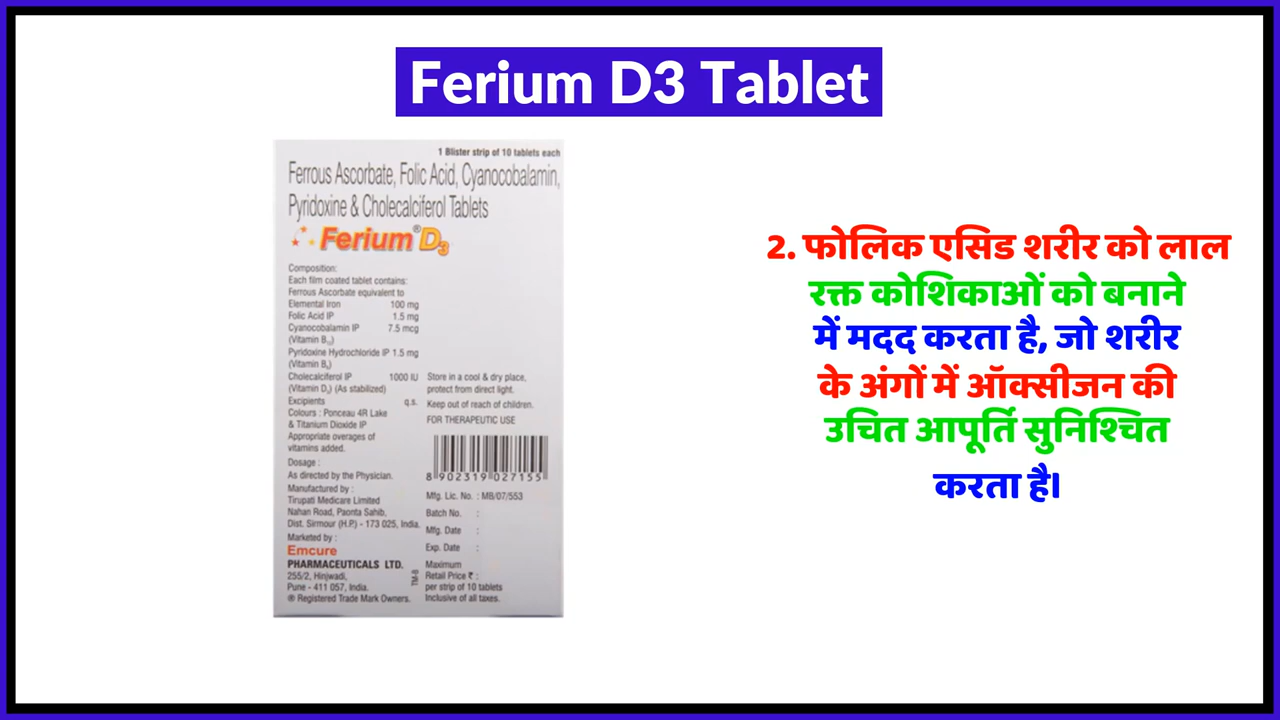 Ferium D3 Tablet
1 Blister strip of 10 tablets each
Ferrous Ascorbate, Folic Acid, Cyanocobalamin,
Pyridoxine & Cholecalciferol Tablets
Ferium® D3
Composition:
Each film coated tablet contains:
Ferrous Ascorbate equivalent to
Elemental Iron 100 mg
Folic Acid IP 1.5 mg
Cyanocobalamin IP 7.5 mcg
(Vitamin B12)
Pyridoxine Hydrochloride IP 1.5 mg
(Vitamin B6)
Cholecalciferol IP 1000 IU
(Vitamin D3) (As stabilized)
Excipients q.s.
Colours : Ponceau 4R Lake
& Titanium Dioxide IP
Appropriate overages of
vitamins added.
Dosage :
As directed by the Physician.
Manufactured by :
Tirupati Medicare Limited
Nahan Road, Paonta Sahib,
Dist. Sirmour (H.P.) - 173 025, India.
Marketed by :
Emcure
PHARMACEUTICALS LTD.
255/2, Hinjwadi,
Pune - 411 057, India.
® Registered Trade Mark Owners.
TM-B
Store in a cool & dry place,
protect from direct light.
Keep out of reach of children.
FOR THERAPEUTIC USE
8 902319 027155
Mfg. Lic. No. : MB/07/553
Batch No. :
Mfg. Date :
Exp. Date :
Maximum
Retail Price ₹ :
per strip of 10 tablets
Inclusive of all taxes.
2. फोलिक एसिड शरीर को लाल
रक्त कोशिकाओं को बनाने
में मदद करता है, जो शरीर
के अंगों में ऑक्सीजन की
उचित आपूर्ति सुनिश्चित
करता है।